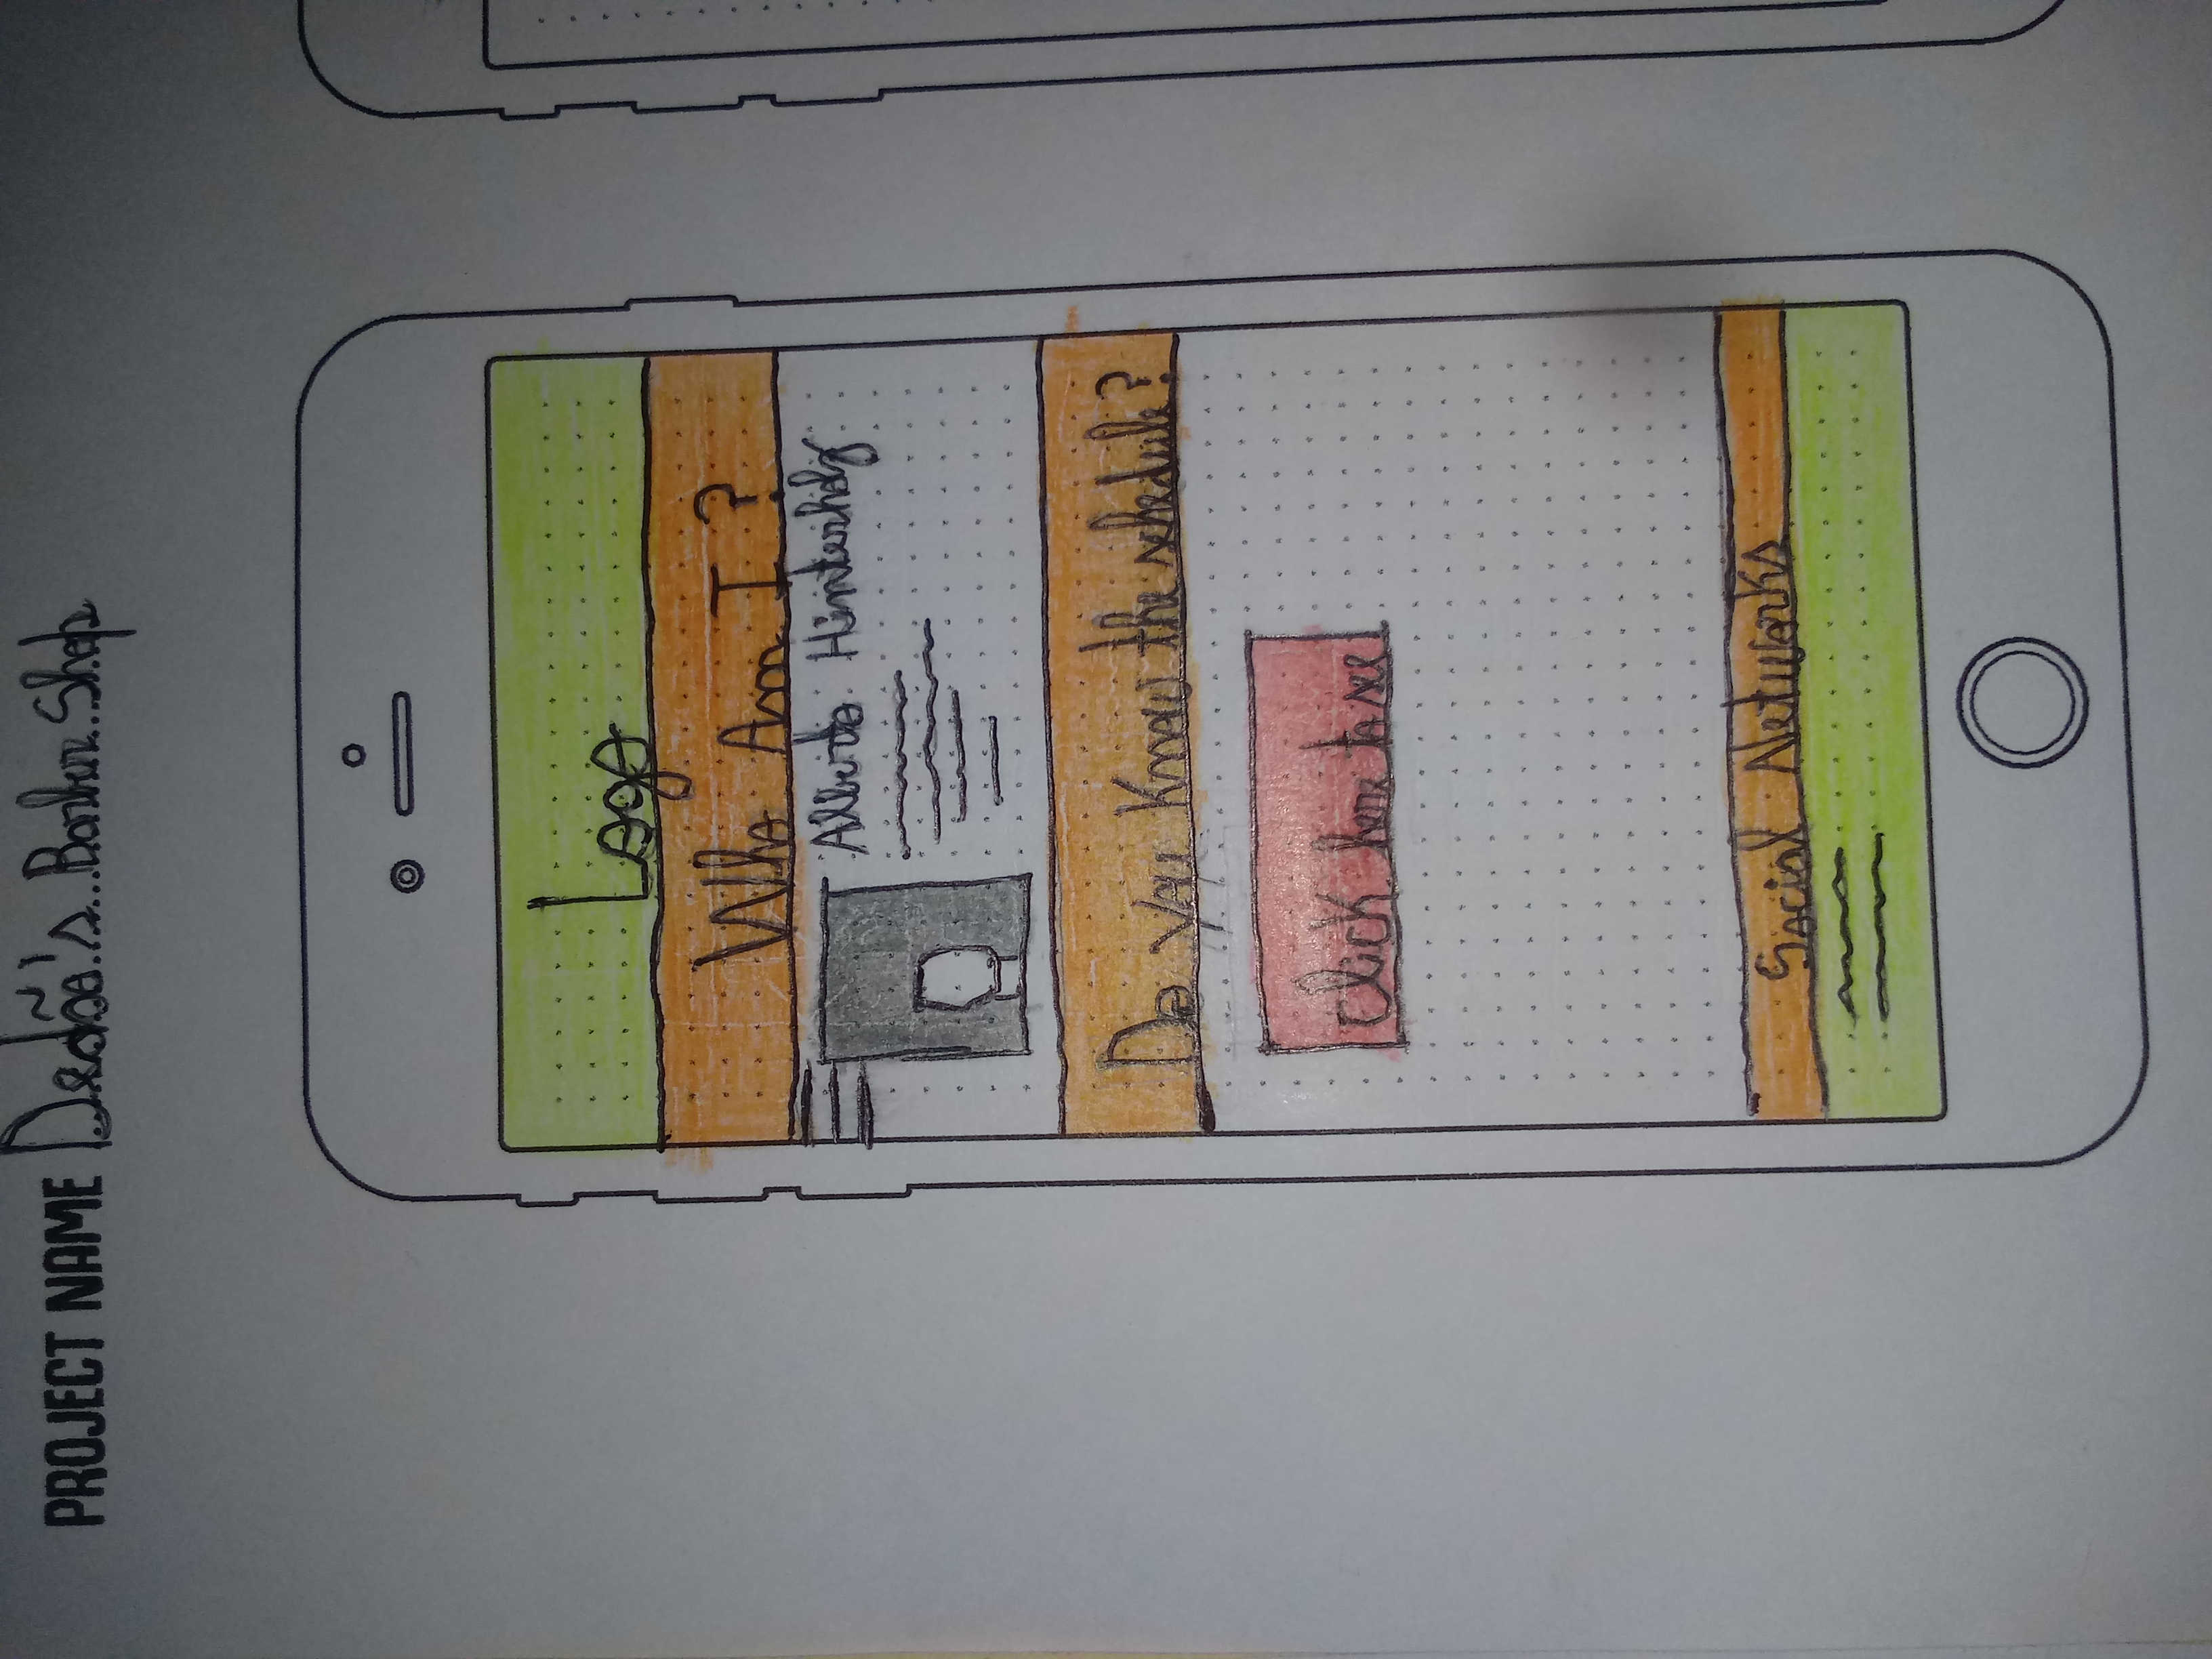 PROJECT NAME Dedão's Barber Shop
Logo
Who Am I?
Alberto Hinterholz
Do you Know the schedule?
click here to see
Social Networks